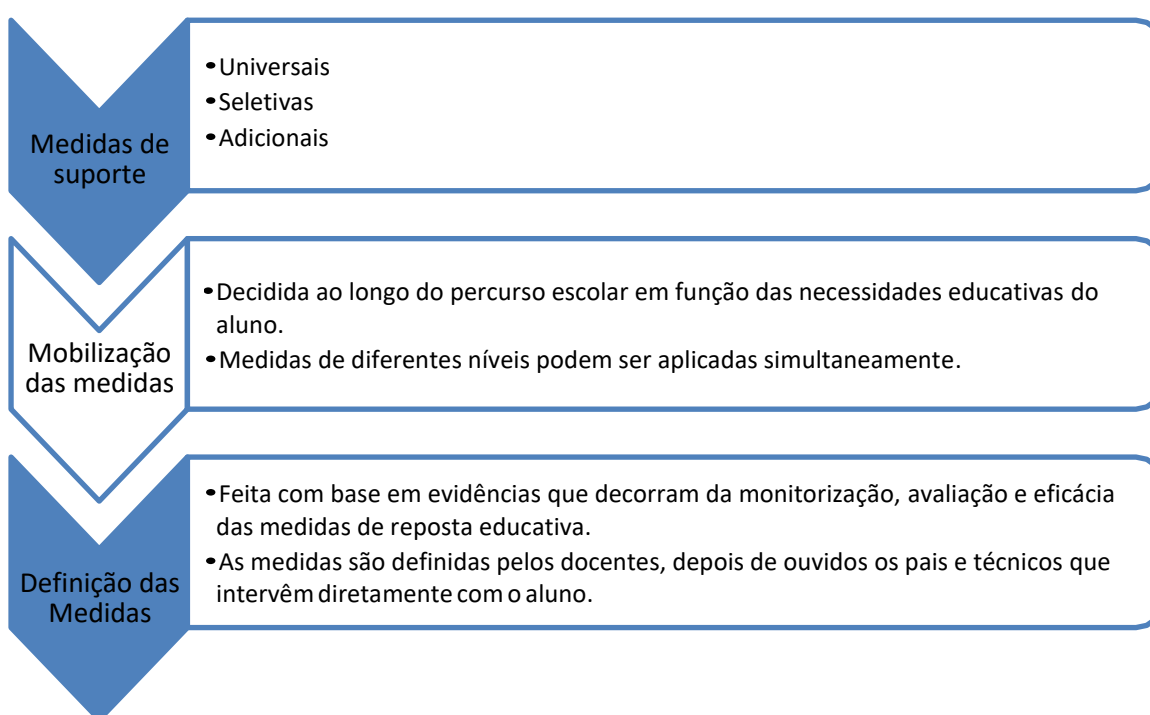 Medidas de
suporte
•Universais
•Seletivas
•Adicionais
Mobilização
das medidas
•Decidida ao longo do percurso escolar em função das necessidades educativas do
aluno.
•Medidas de diferentes níveis podem ser aplicadas simultaneamente.
Definição das
Medidas
•Feita com base em evidências que decorram da monitorização, avaliação e eficácia
das medidas de reposta educativa.
•As medidas são definidas pelos docentes, depois de ouvidos os pais e técnicos que
intervêm diretamente com o aluno.